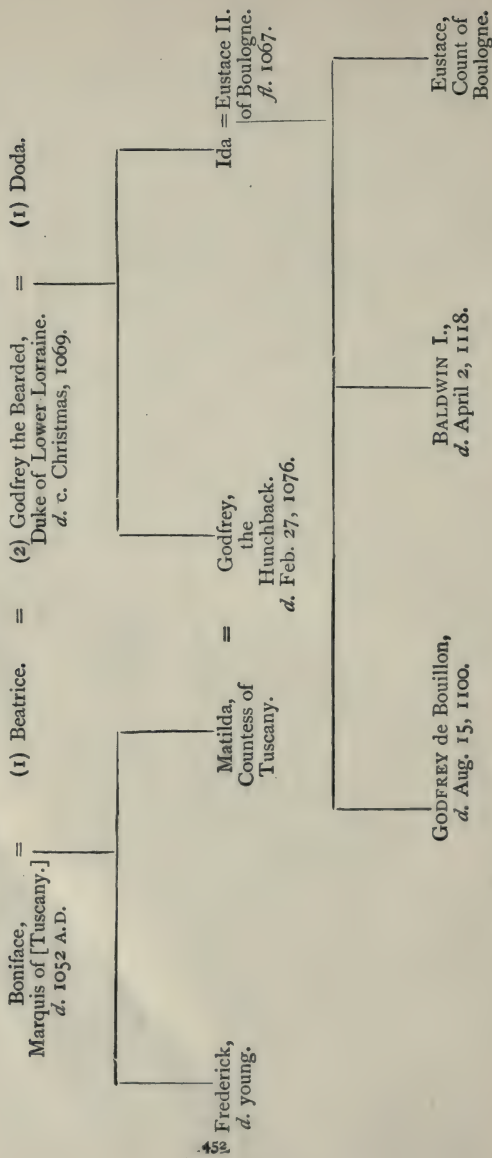 Boniface,
Marquis of [Tuscany.]
d. 1052 A.D.
=
(1) Beatrice.
=
(2) Godfrey the Bearded,
Duke of Lower Lorraine.
d. c. Christmas, 1069.
=
(1) Doda.
Frederick,
d. young.
Matilda,
Countess of
Tuscany.
=
Godfrey,
the
Hunchback.
d. Feb. 27, 1076.
Ida = Eustace II.
of Boulogne.
fl. 1067.
GODFREY de Bouillon,
d. Aug. 15, 1100.
BALDWIN I.,
d. April 2, 1118.
Eustace,
Count of
Boulogne.
452